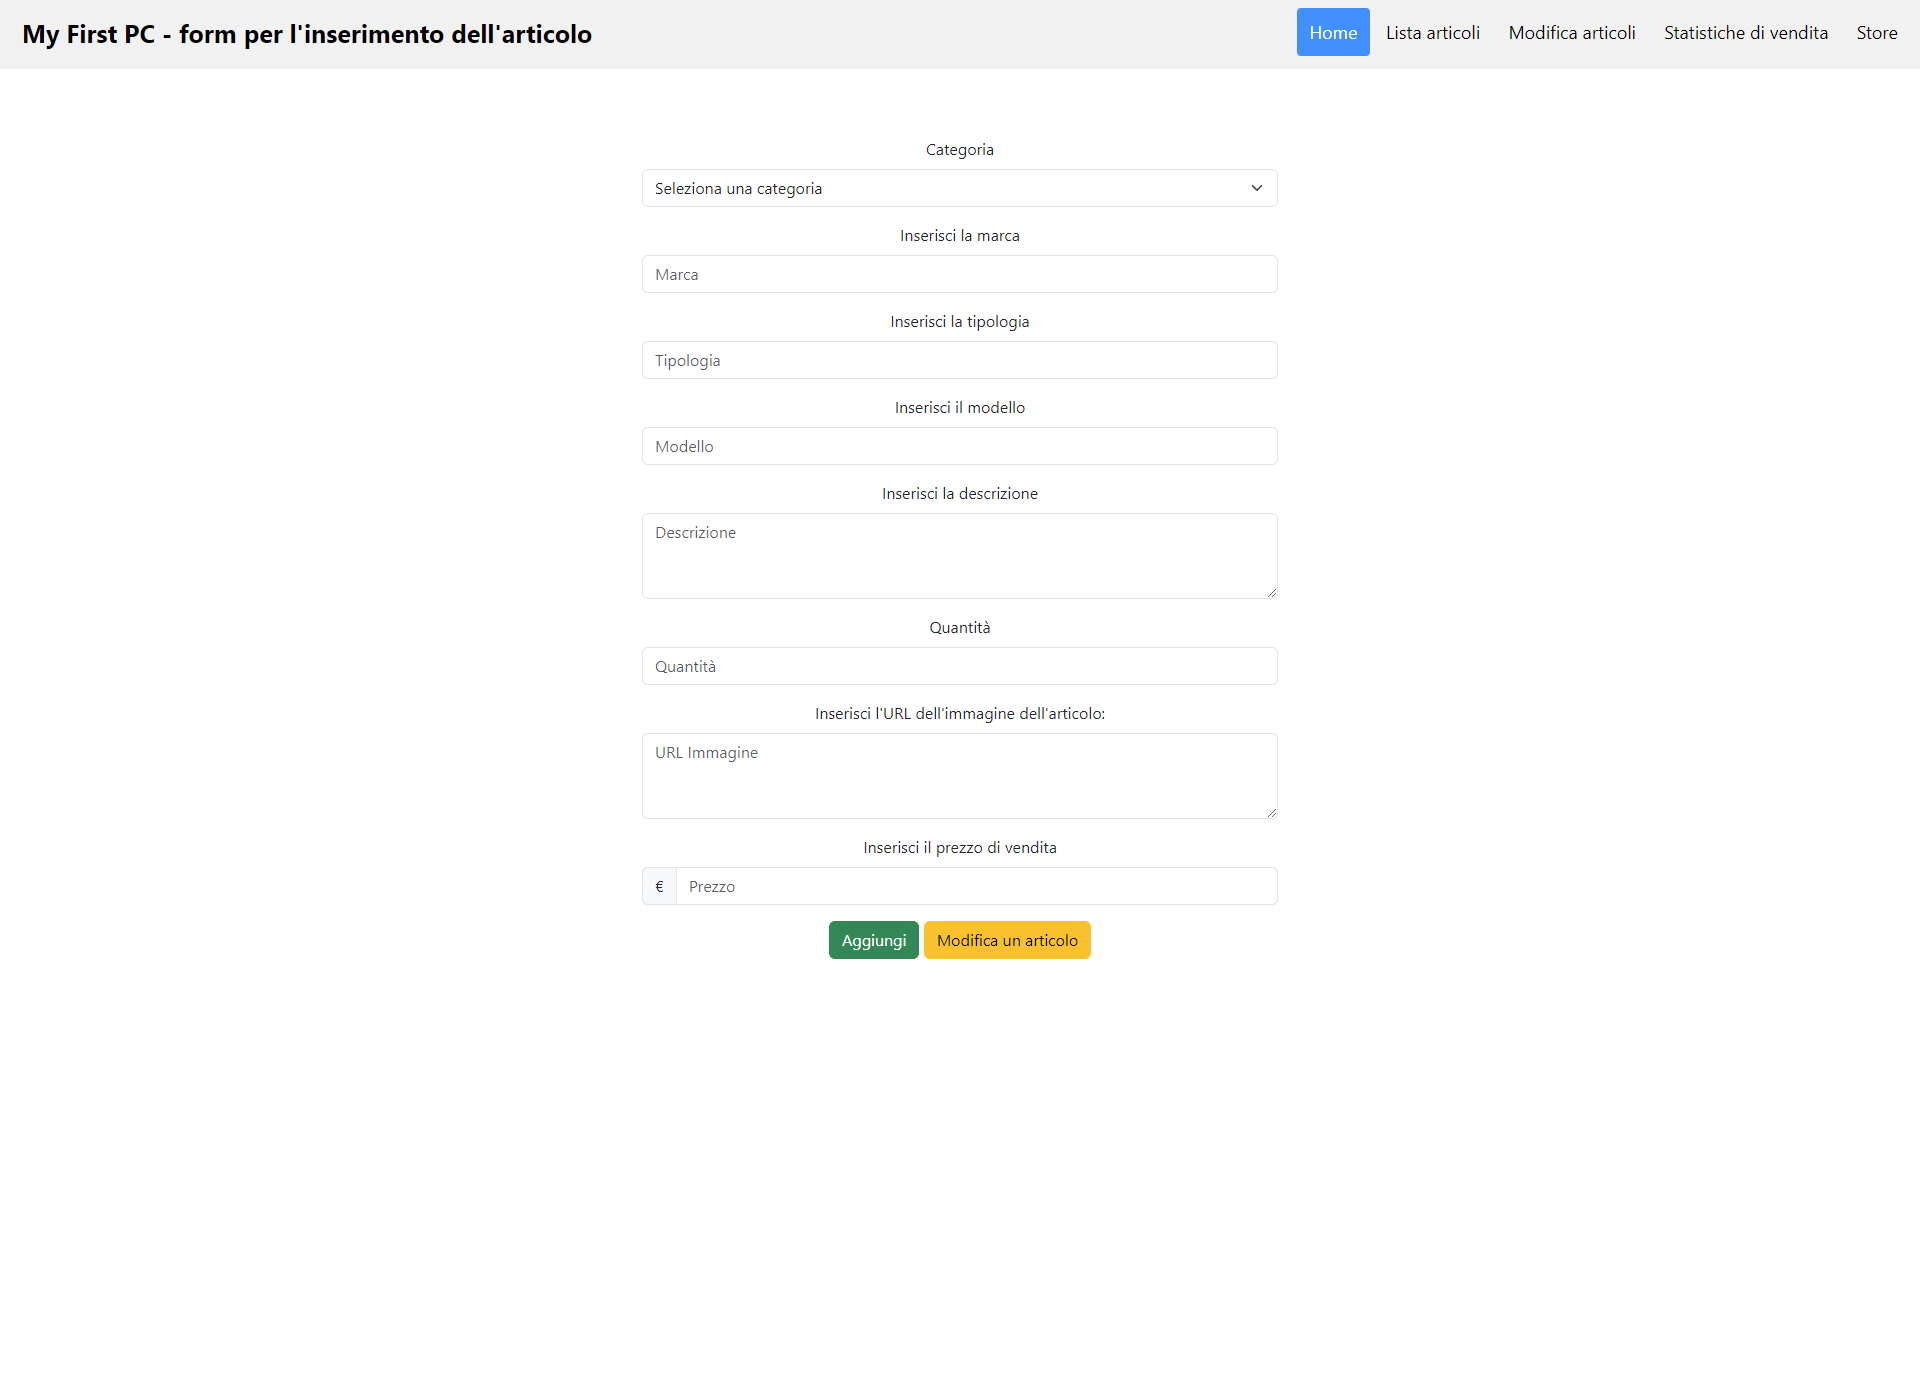 My First PC - form per l'inserimento dell'articolo
Home Lista articoli Modifica articoli Statistiche di vendita Store
Categoria
Seleziona una categoria
Inserisci la marca
Marca
Inserisci la tipologia
Tipologia
Inserisci il modello
Modello
Inserisci la descrizione
Descrizione
Quantità
Quantità
Inserisci l'URL dell'immagine dell'articolo:
URL Immagine
Inserisci il prezzo di vendita
€ Prezzo
Aggiungi Modifica un articolo